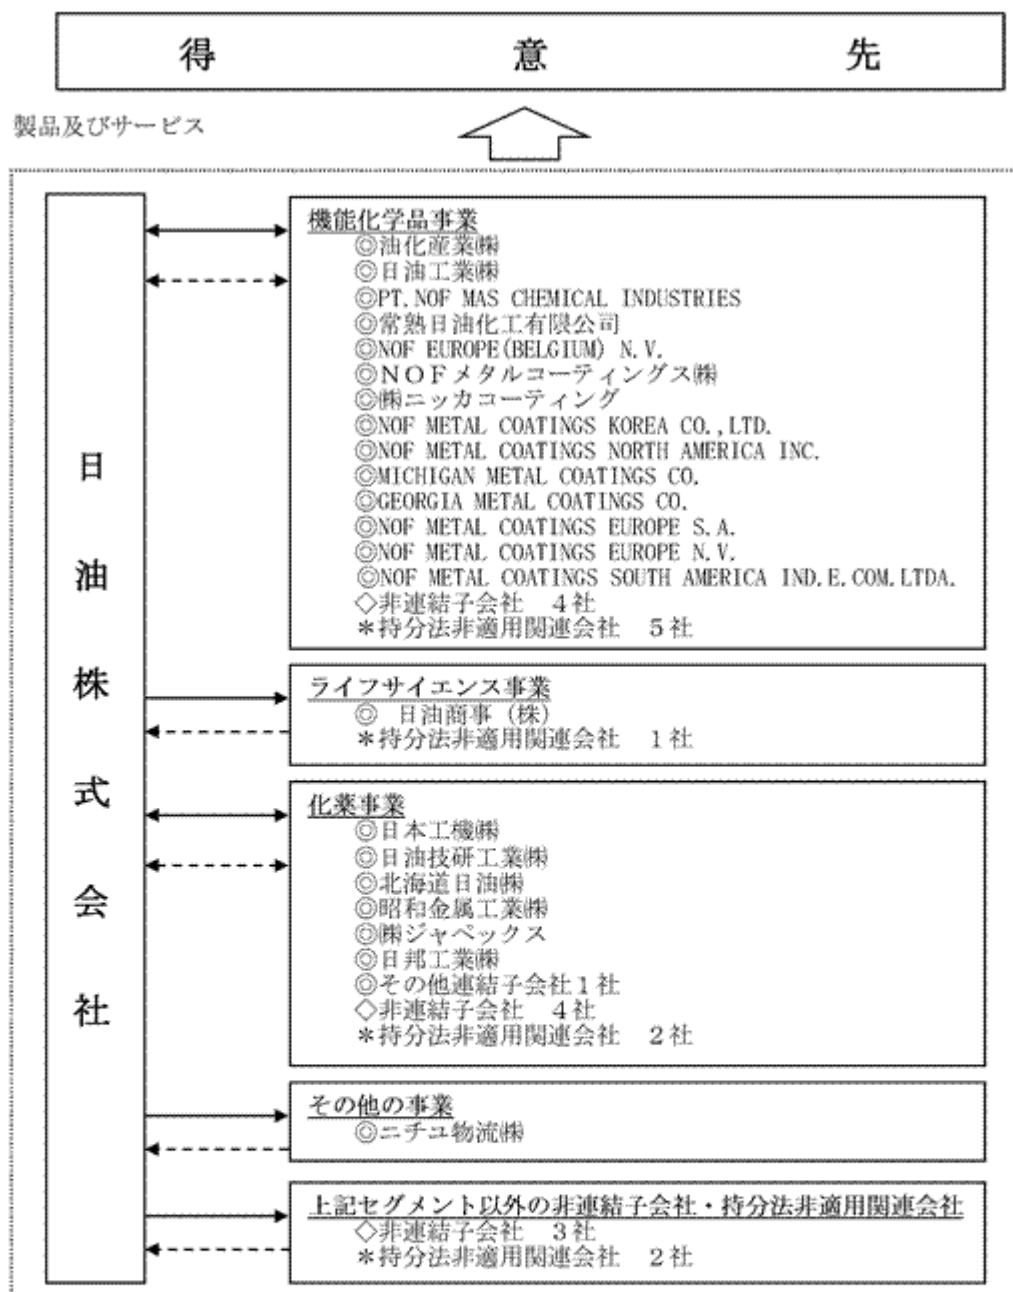 得意先
製品及びサービス
日油株式会社
機能化学品事業
◎油化産業㈱
◎日油工業㈱
◎PT.NOF MAS CHEMICAL INDUSTRIES
◎常熟日油化工有限公司
◎NOF EUROPE(BELGIUM) N.V.
◎NOFメタルコーティングス㈱
◎㈱ニッカコーティング
◎NOF METAL COATINGS KOREA CO.,LTD.
◎NOF METAL COATINGS NORTH AMERICA INC.
◎MICHIGAN METAL COATINGS CO.
◎GEORGIA METAL COATINGS CO.
◎NOF METAL COATINGS EUROPE S.A.
◎NOF METAL COATINGS EUROPE N.V.
◎NOF METAL COATINGS SOUTH AMERICA IND.E.COM.LTDA.
◇非連結子会社　4社
＊持分法非適用関連会社　5社
ライフサイエンス事業
◎ 日油商事（株）
＊持分法非適用関連会社　1社
化薬事業
◎日本工機㈱
◎日油技研工業㈱
◎北海道日油㈱
◎昭和金属工業㈱
◎㈱ジャペックス
◎日邦工業㈱
◎その他連結子会社1社
◇非連結子会社　4社
＊持分法非適用関連会社　2社
その他の事業
◎ニチユ物流㈱
上記セグメント以外の非連結子会社・持分法非適用関連会社
◇非連結子会社　3社
＊持分法非適用関連会社　2社